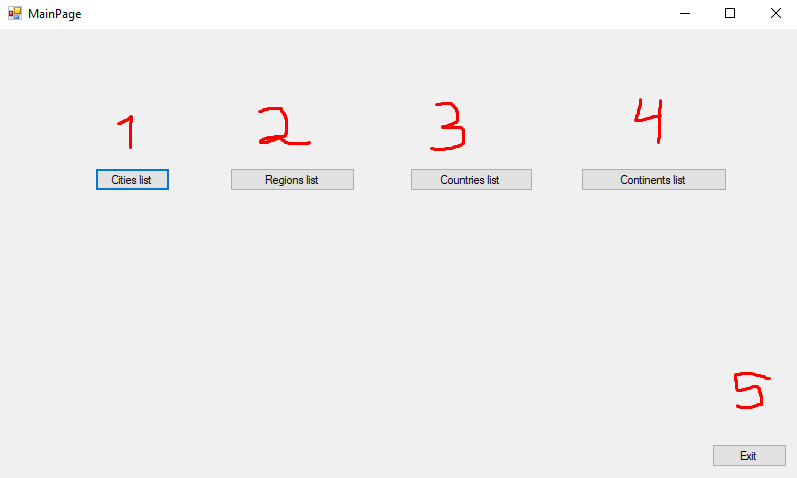 MainPage
1 2 3 4
Cities list Regions list Countries list Continents list
5
Exit